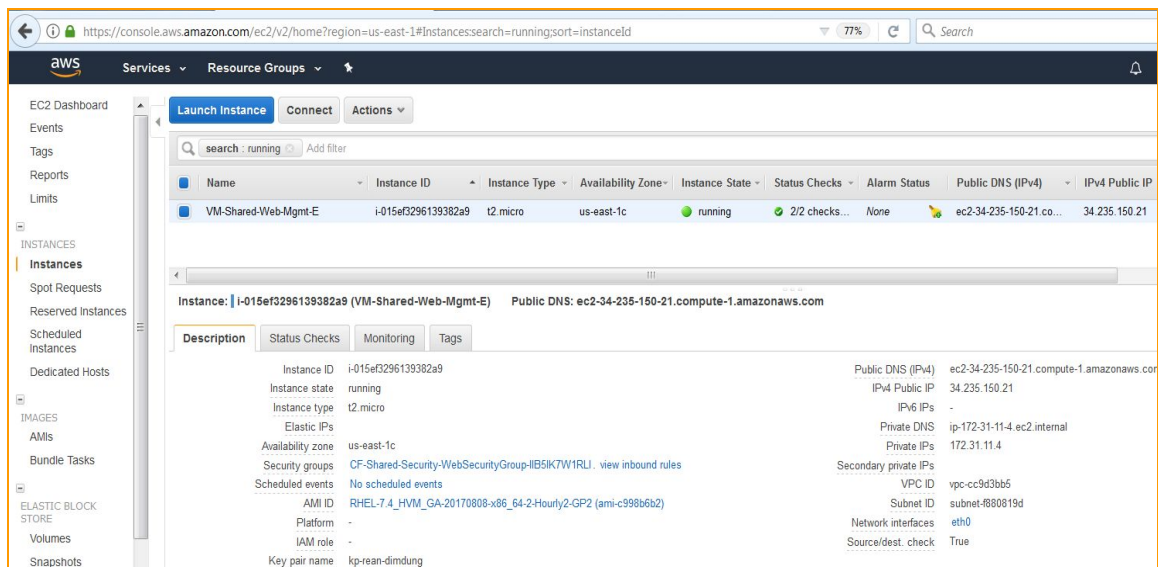 https://console.aws.amazon.com/ec2/v2/home?region=us-east-1#Instances:search=running;sort=instanceId 77% Search
aws Services Resource Groups
EC2 Dashboard
Events
Tags
Reports
Limits
INSTANCES
Instances
Spot Requests
Reserved Instances
Scheduled
Instances
Dedicated Hosts
IMAGES
AMIs
Bundle Tasks
ELASTIC BLOCK
STORE
Volumes
Snapshots
Launch Instance Connect Actions
search : running Add filter
Name Instance ID Instance Type Availability Zone Instance State Status Checks Alarm Status Public DNS (IPv4) IPv4 Public IP
VM-Shared-Web-Mgmt-E i-015ef3296139382a9 t2.micro us-east-1c running 2/2 checks... None ec2-34-235-150-21.co... 34.235.150.21
Instance: i-015ef3296139382a9 (VM-Shared-Web-Mgmt-E) Public DNS: ec2-34-235-150-21.compute-1.amazonaws.com
Description Status Checks Monitoring Tags
Instance ID i-015ef3296139382a9
Instance state running
Instance type t2.micro
Elastic IPs
Availability zone us-east-1c
Security groups CF-Shared-Security-WebSecurityGroup-IIB5IK7W1RLI . view inbound rules
Scheduled events No scheduled events
AMI ID RHEL-7.4_HVM_GA-20170808-x86_64-2-Hourly2-GP2 (ami-c998b6b2)
Platform -
IAM role -
Key pair name kp-rean-dimdung
Public DNS (IPv4) ec2-34-235-150-21.compute-1.amazonaws.com
IPv4 Public IP 34.235.150.21
IPv6 IPs -
Private DNS ip-172-31-11-4.ec2.internal
Private IPs 172.31.11.4
Secondary private IPs
VPC ID vpc-cc9d3bb5
Subnet ID subnet-f880819d
Network interfaces eth0
Source/dest. check True